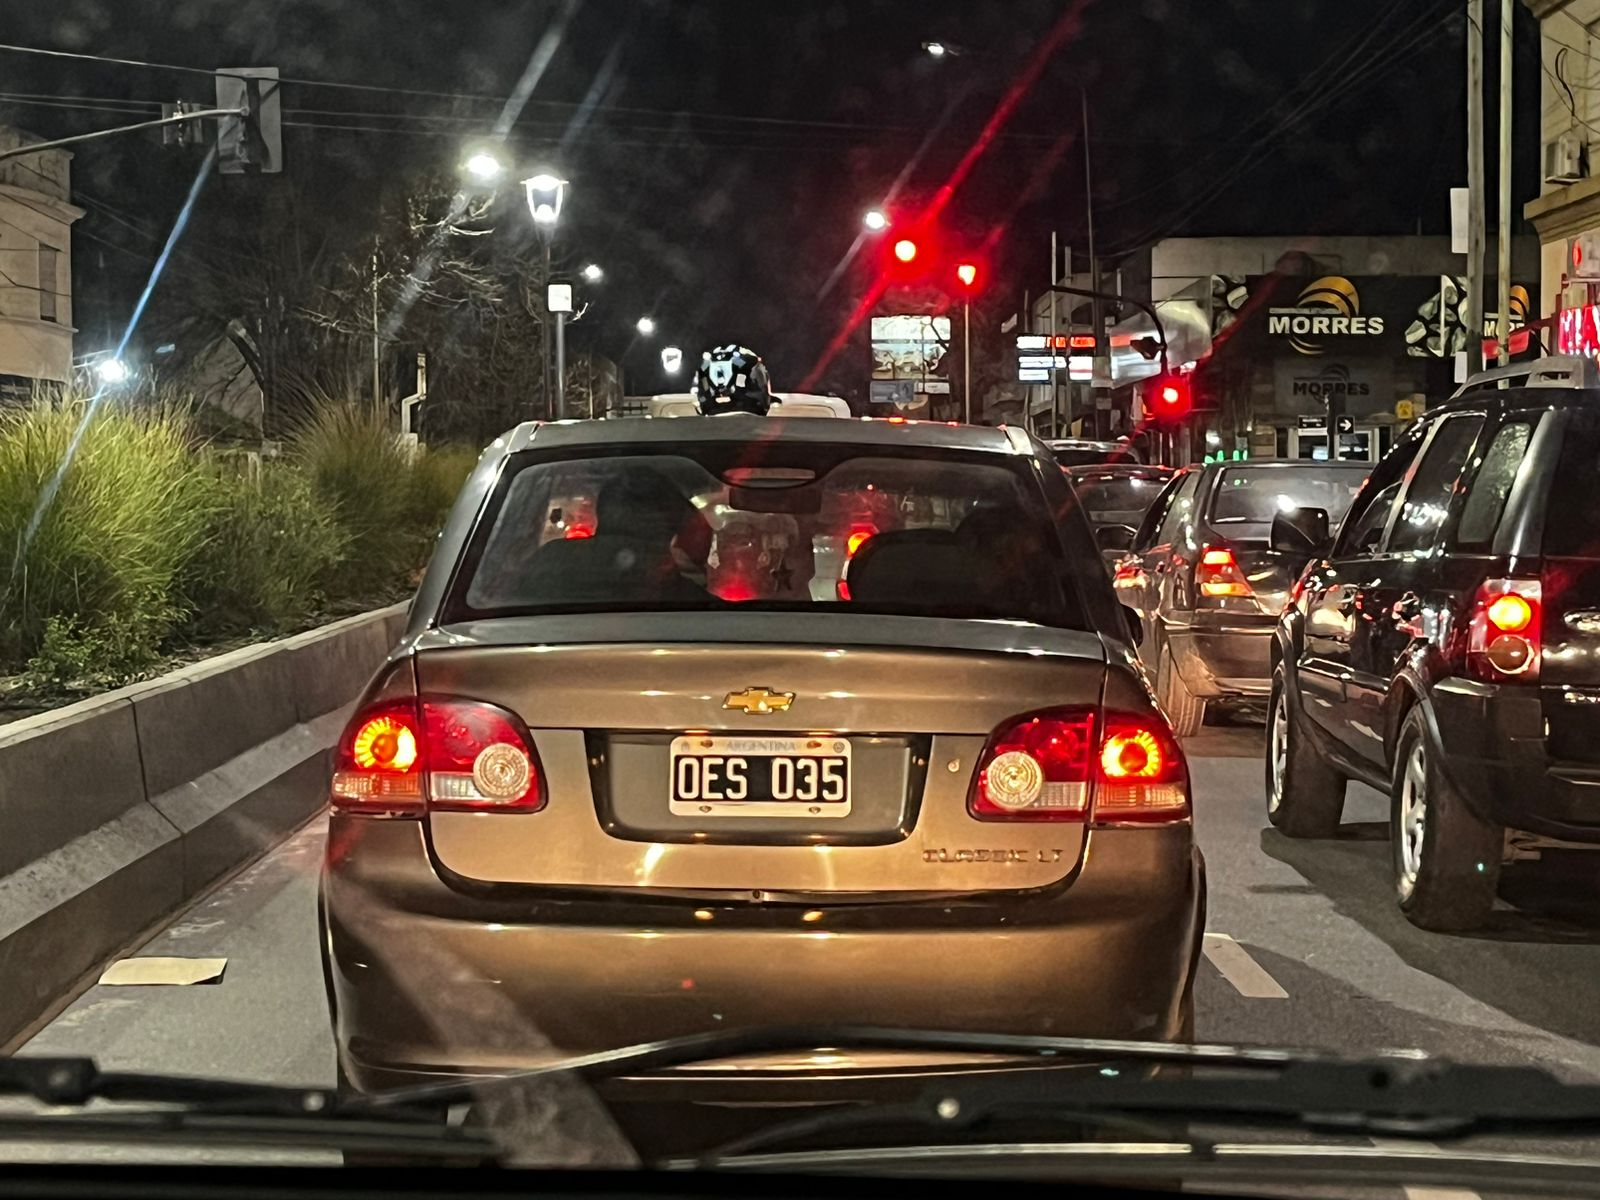 MORRES
MORRES
ARGENTINA
OES 035
CLASSIC LT